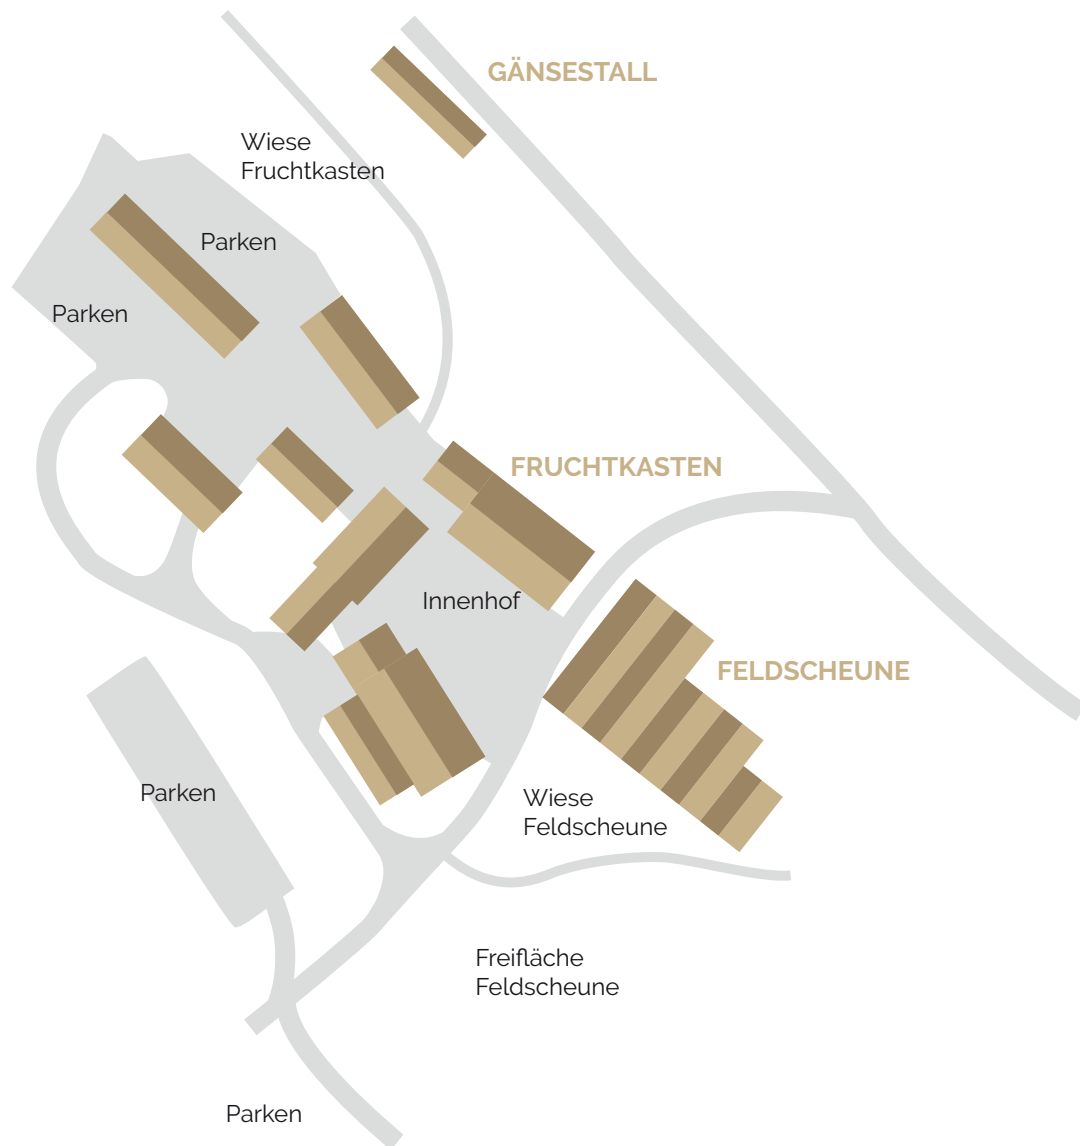 GÄNSESTALL
Wiese
Fruchtkasten
Parken
Parken
FRUCHTKASTEN
Innenhof
FELDSCHEUNE
Parken
Wiese
Feldscheune
Freifläche
Feldscheune
Parken